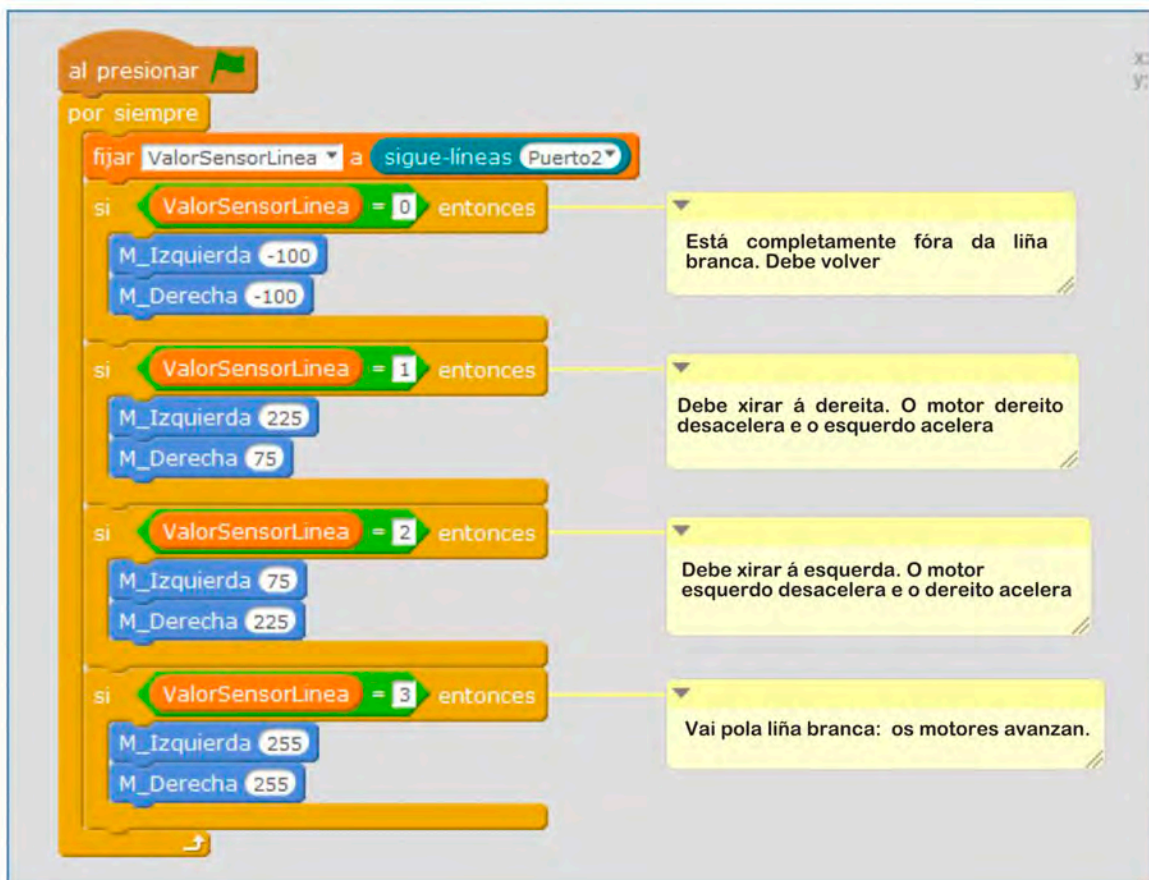 al presionar
x:
y:
por siempre
fijar ValorSensorLinea a sigue-líneas Puerto2
si ValorSensorLinea = 0 entonces
Está completamente fóra da liña
branca. Debe volver
M_Izquierda -100
M_Derecha -100
si ValorSensorLinea = 1 entonces
Debe xirar á dereita. O motor dereito
desacelera e o esquerdo acelera
M_Izquierda 225
M_Derecha 75
si ValorSensorLinea = 2 entonces
Debe xirar á esquerda. O motor
esquerdo desacelera e o dereito acelera
M_Izquierda 75
M_Derecha 225
si ValorSensorLinea = 3 entonces
Vai pola liña branca: os motores avanzan.
M_Izquierda 255
M_Derecha 255